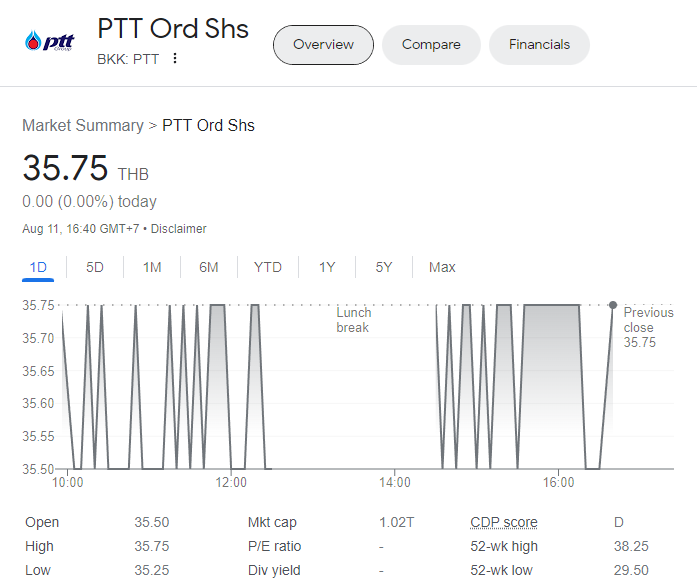 ptt
GROUP
PTT Ord Shs
BKK: PTT
Overview
Compare
Financials
Market Summary > PTT Ord Shs
35.75 THB
0.00 (0.00%) today
Aug 11, 16:40 GMT+7 • Disclaimer
1D 5D 1M 6M YTD 1Y 5Y Max
35.75
35.70
35.65
35.60
35.55
35.50
Lunch
break
Previous
close
35.75
10:00 12:00 14:00 16:00
Open 35.50 Mkt cap 1.02T CDP score D
High 35.75 P/E ratio - 52-wk high 38.25
Low 35.25 Div yield - 52-wk low 29.50